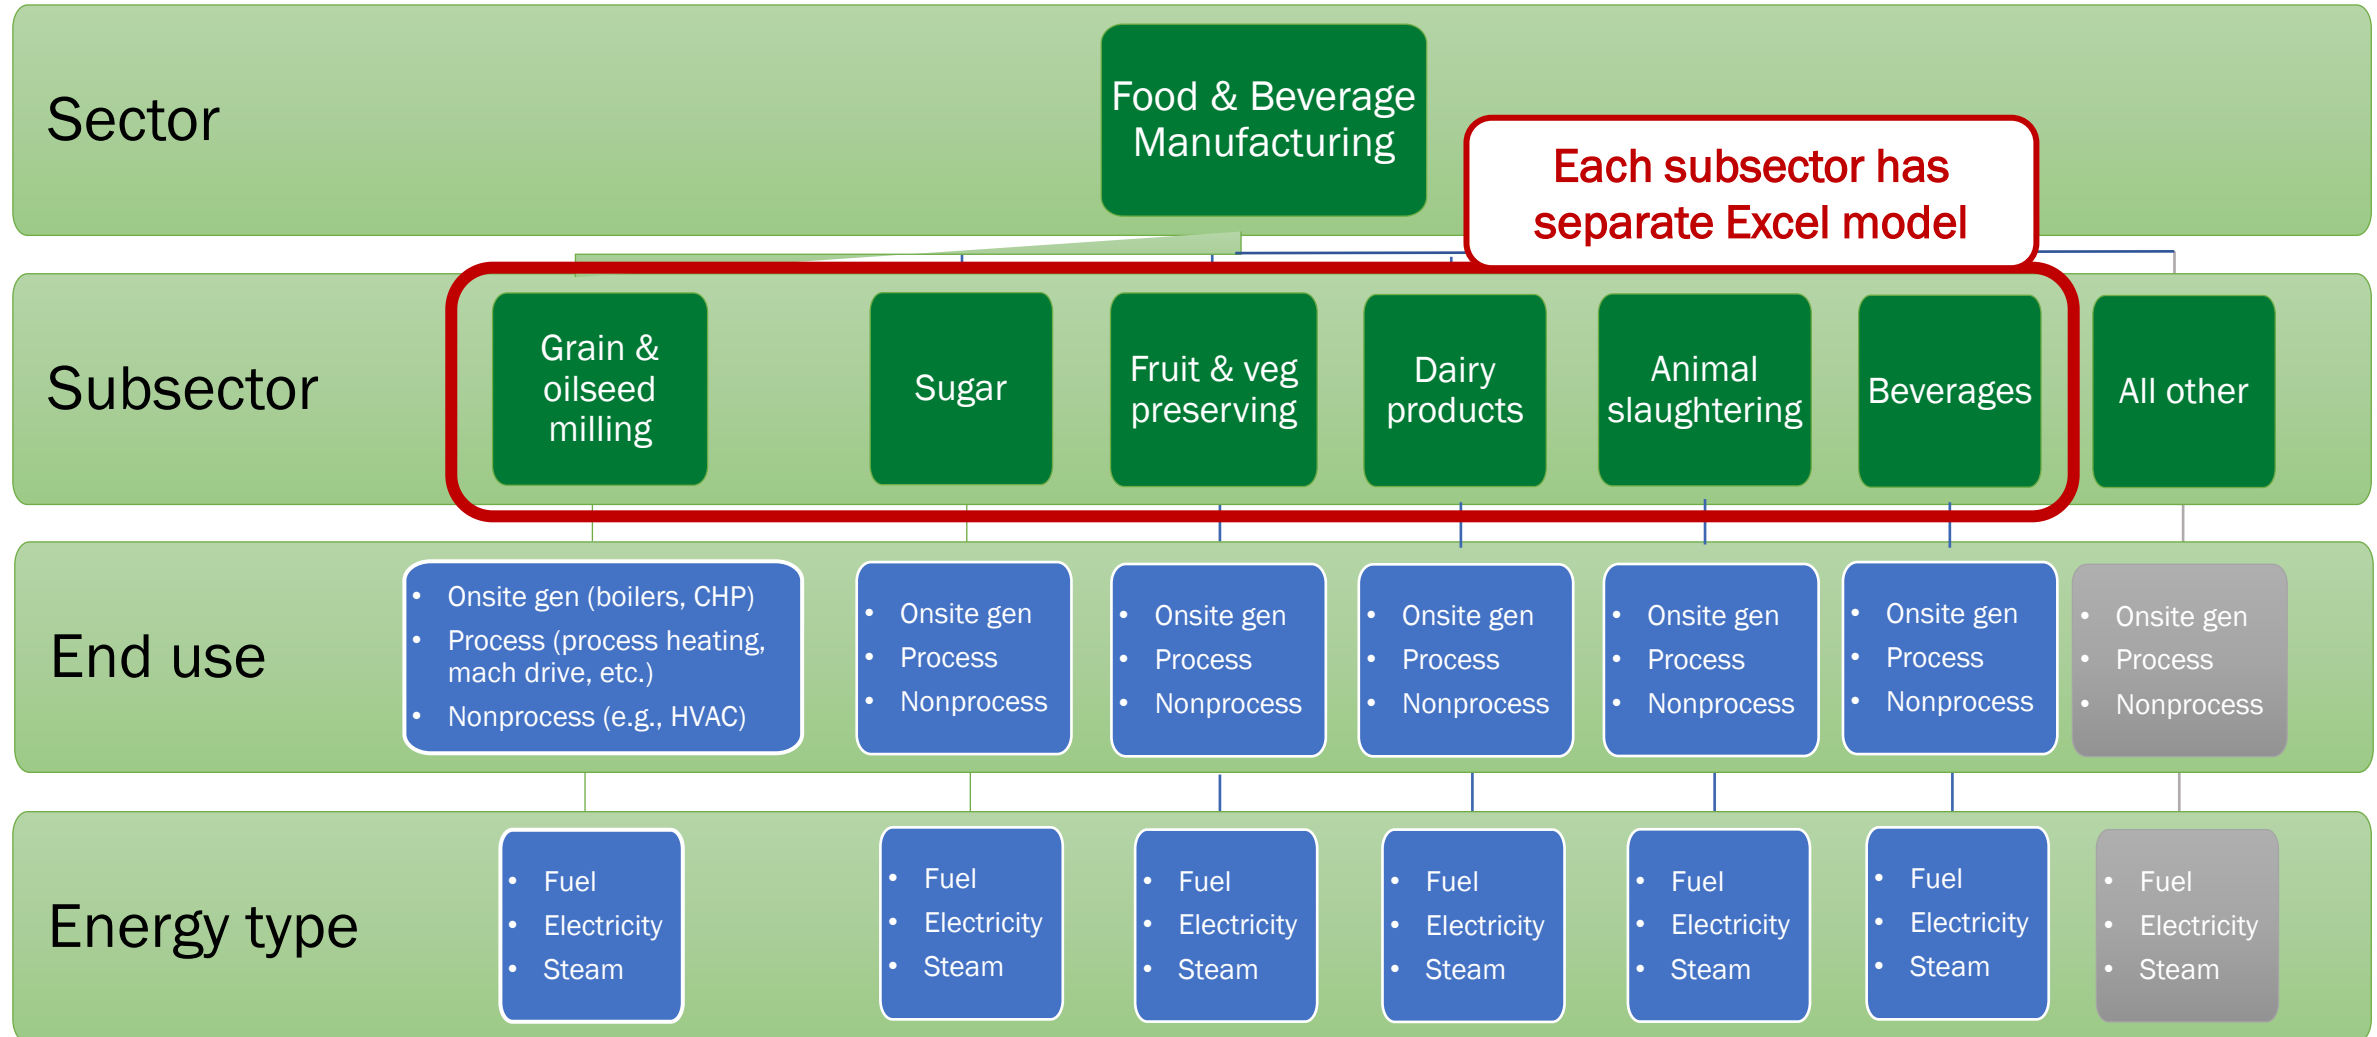 Sector
Food & Beverage
Manufacturing
Each subsector has
separate Excel model
Subsector
Grain &
oilseed
milling
Sugar
Fruit & veg
preserving
Dairy
products
Animal
slaughtering
Beverages
All other
End use
• Onsite gen (boilers, CHP)
• Process (process heating,
mach drive, etc.)
• Nonprocess (e.g., HVAC)
• Onsite gen
• Process
• Nonprocess
• Onsite gen
• Process
• Nonprocess
• Onsite gen
• Process
• Nonprocess
• Onsite gen
• Process
• Nonprocess
• Onsite gen
• Process
• Nonprocess
• Onsite gen
• Process
• Nonprocess
Energy type
• Fuel
• Electricity
• Steam
• Fuel
• Electricity
• Steam
• Fuel
• Electricity
• Steam
• Fuel
• Electricity
• Steam
• Fuel
• Electricity
• Steam
• Fuel
• Electricity
• Steam
• Fuel
• Electricity
• Steam